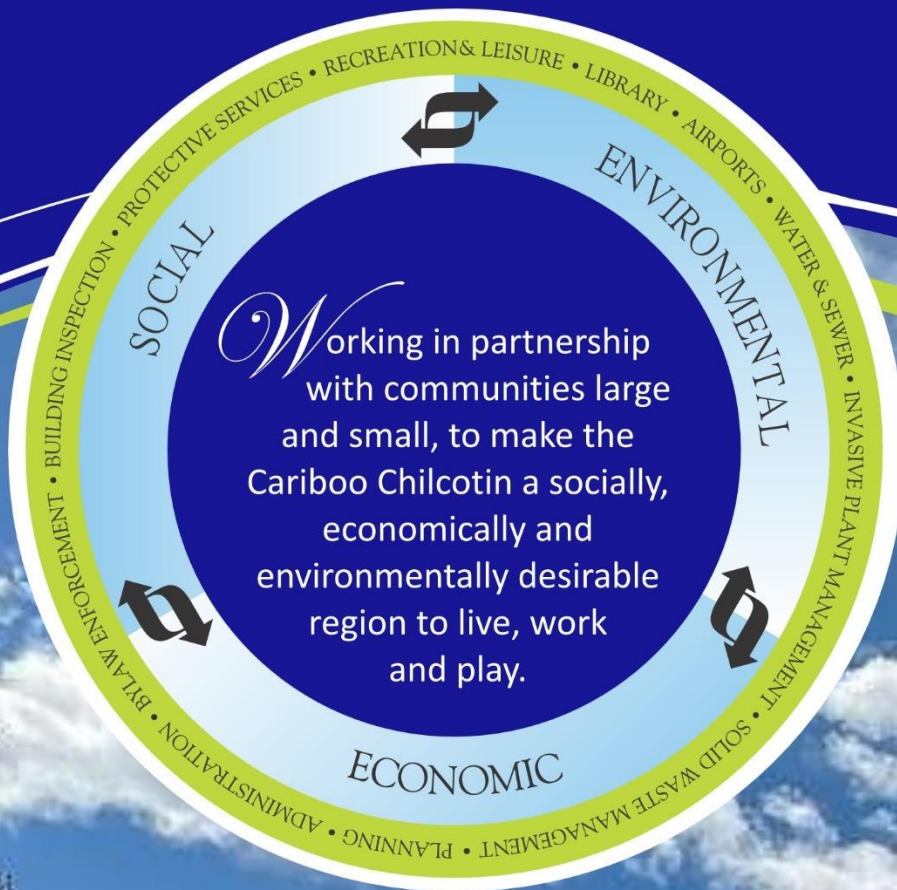 PROTECTIVE SERVICES • RECREATION & LEISURE • LIBRARY • AIRPORTS • WATER & SEWER • INVASIVE PLANT MANAGEMENT • SOLID WASTE MANAGEMENT • PLANNING • ADMINISTRATION • BYLAW ENFORCEMENT • BUILDING INSPECTION •
SOCIAL
ENVIRONMENTAL
ECONOMIC
Working in partnership
with communities large
and small, to make the
Cariboo Chilcotin a socially,
economically and
environmentally desirable
region to live, work
and play.